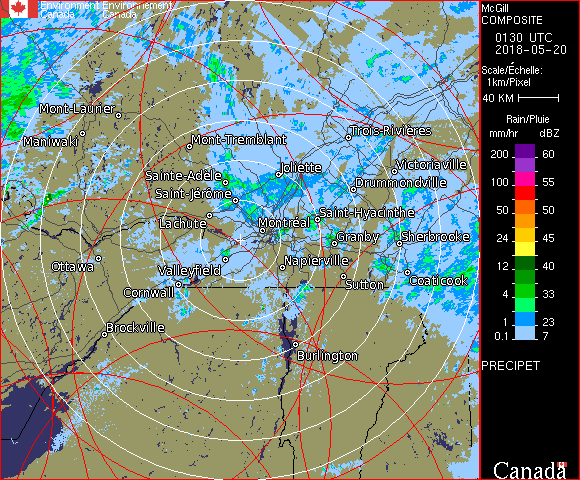 Environment Environnement
Canada Canada
McGill
COMPOSITE
0130 UTC
2018-05-20
Scale/Échelle:
1km/Pixel
40 KM
Rain/Pluie
mm/hr dBZ
200 60
100 55
50 50
24 45
12 40
4 33
1 23
0.1 7
PRECIPET
Canada
Mont-Laurier
Maniwaki
Mont-Tremblant
Trois-Rivières
Joliette
Victoriaville
Sainte-Adèle
Drummondville
Saint-Jérôme
Saint-Hyacinthe
Lachute
Montréal
Granby
Sherbrooke
Ottawa
Valleyfield
Napierville
Coaticook
Sutton
Cornwall
Brockville
Burlington